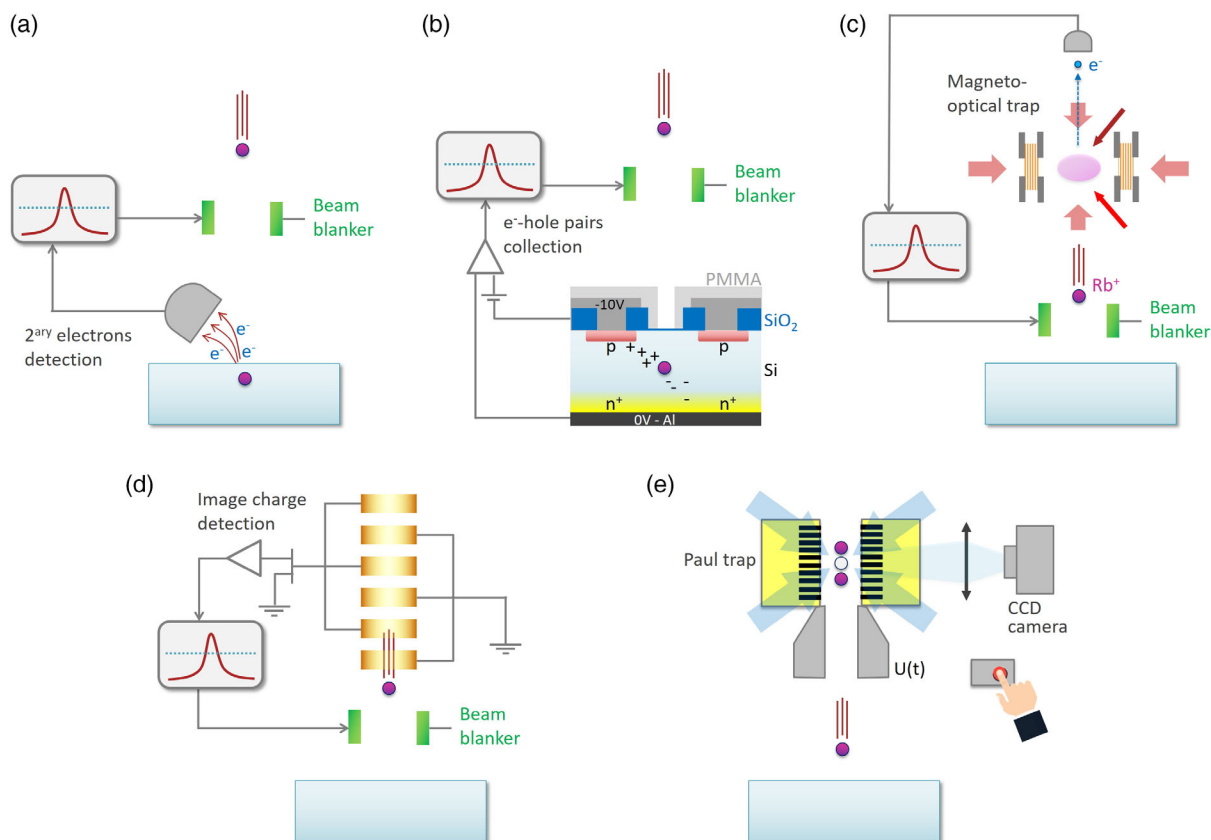 (a)
Beam
blanker
2ary electrons
detection
e-
e-
e-
(b)
Beam
blanker
e--hole pairs
collection
PMMA
-10V
SiO2
p
p
+
+
++
++
Si
- -
-
-
-
n+
n+
0V - Al
(c)
e-
Magneto-
optical trap
Rb+
Beam
blanker
(d)
Image charge
detection
Beam
blanker
(e)
Paul trap
CCD
camera
U(t)